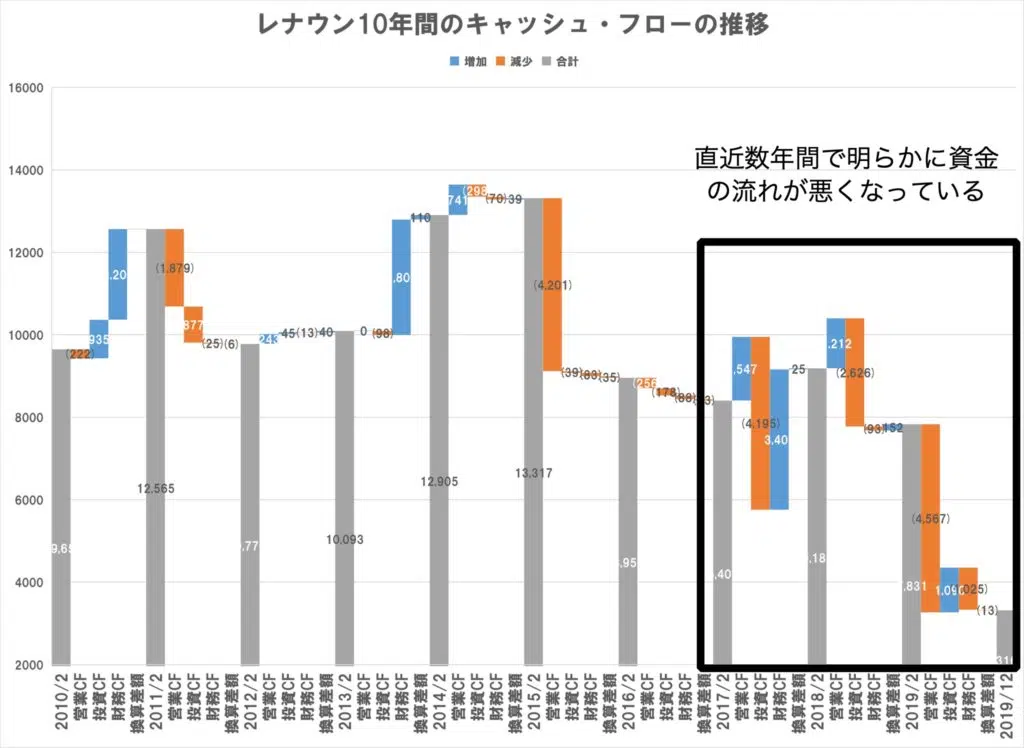 レナウン10年間のキャッシュ・フローの推移
増加 減少 合計
直近数年間で明らかに資金
の流れが悪くなっている
16000
14000
12000
10000
8000
6000
4000
2000
(222)
935
12,565
(1,879)
877
(25)
(6)
243
45
(13)
40
10,093
0
(98)
110
12,905
741
(298
(70)
39
13,317
(4,201)
(39)
(83)
(35)
(256
(178)
(88)
.547
(4,195)
3,40
25
.212
(2,626)
(93)
152
(4,567)
(13)
2010/2
営業CF
投資CF
財務CF
換算差額
2011/2
営業CF
投資CF
財務CF
換算差額
2012/2
営業CF
投資CF
財務CF
換算差額
2013/2
営業CF
投資CF
財務CF
換算差額
2014/2
営業CF
投資CF
財務CF
換算差額
2015/2
営業CF
投資CF
財務CF
換算差額
2016/2
営業CF
投資CF
財務CF
換算差額
2017/2
営業CF
投資CF
財務CF
換算差額
2018/2
営業CF
投資CF
財務CF
換算差額
2019/2
営業CF
投資CF
財務CF
換算差額
2019/12